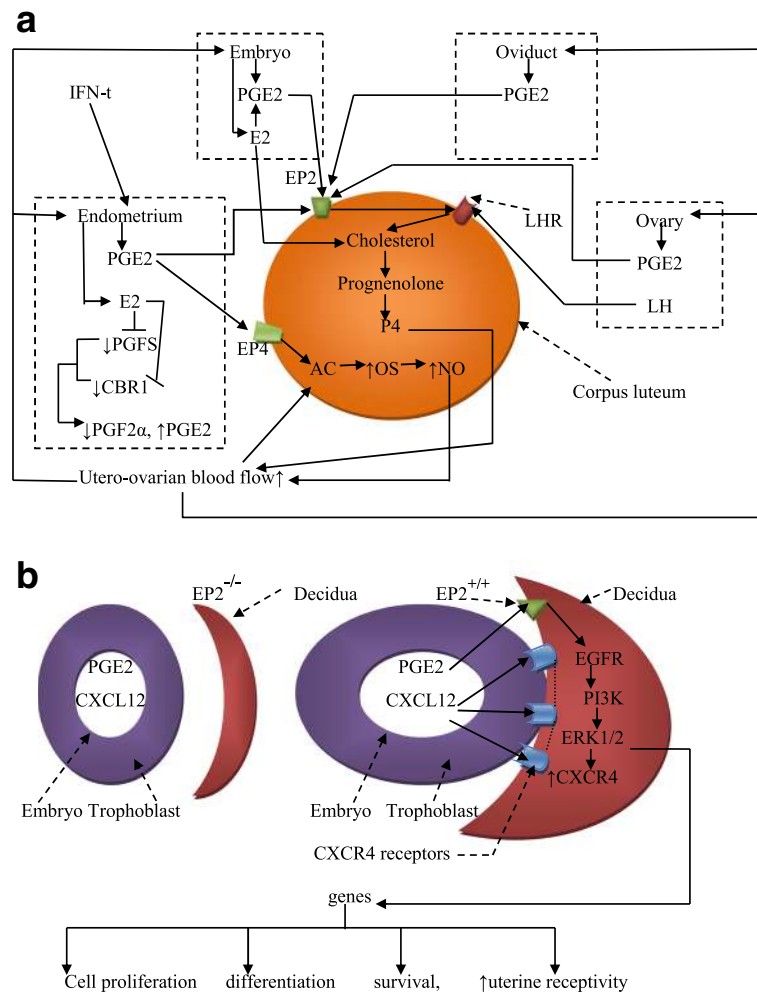 a
Embryo
PGE2
E2
Oviduct
PGE2
IFN-t
EP2
LHR
Endometrium
PGE2
E2
↓PGFS
↓CBR1
↓PGF2α, ↑PGE2
Cholesterol
Prognenolone
P4
EP4
AC
↑OS
↑NO
Ovary
PGE2
LH
Corpus luteum
Utero-ovarian blood flow↑
b
EP2-/-
Decidua
PGE2
CXCL12
Embryo Trophoblast
EP2+/+
Decidua
PGE2
CXCL12
EGFR
PI3K
ERK1/2
↑CXCR4
Embryo
Trophoblast
CXCR4 receptors
genes
Cell proliferation differentiation survival, ↑uterine receptivity